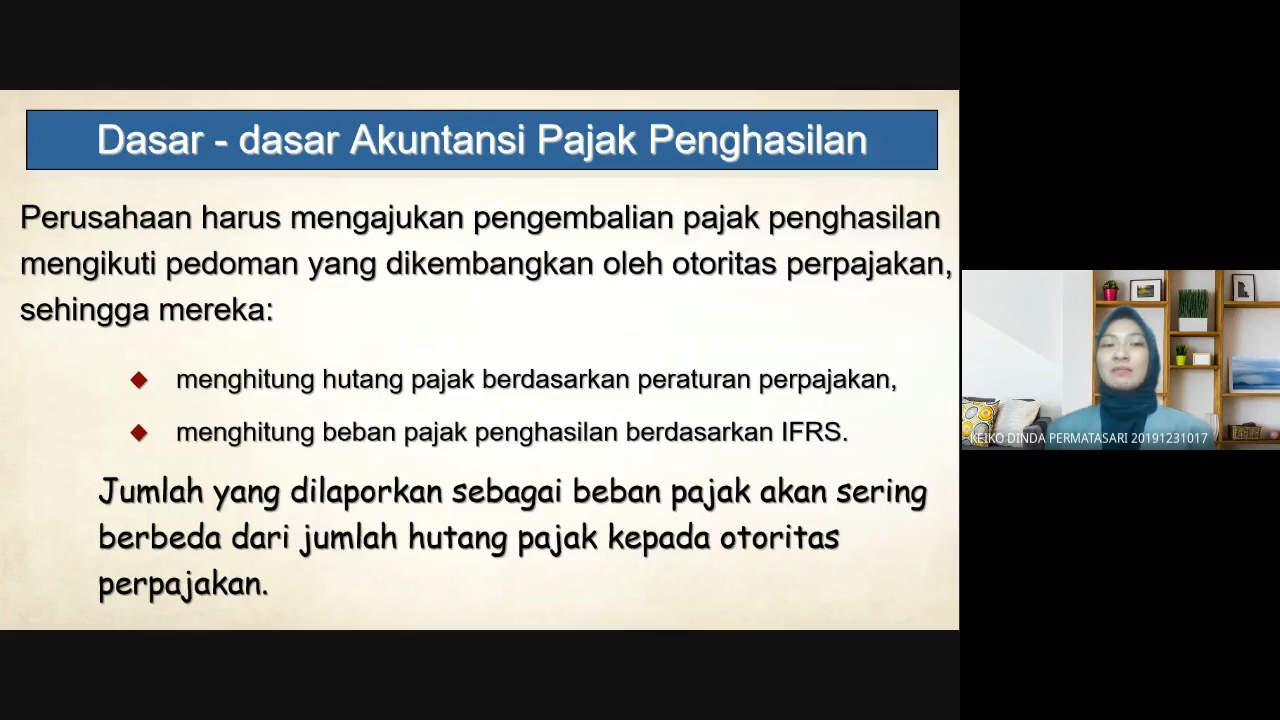 Dasar - dasar Akuntansi Pajak Penghasilan
Perusahaan harus mengajukan pengembalian pajak penghasilan
mengikuti pedoman yang dikembangkan oleh otoritas perpajakan,
sehingga mereka:
menghitung hutang pajak berdasarkan peraturan perpajakan,
menghitung beban pajak penghasilan berdasarkan IFRS.
Jumlah yang dilaporkan sebagai beban pajak akan sering
berbeda dari jumlah hutang pajak kepada otoritas
perpajakan.
KEIKO DINDA PERMATASARI 20191231017